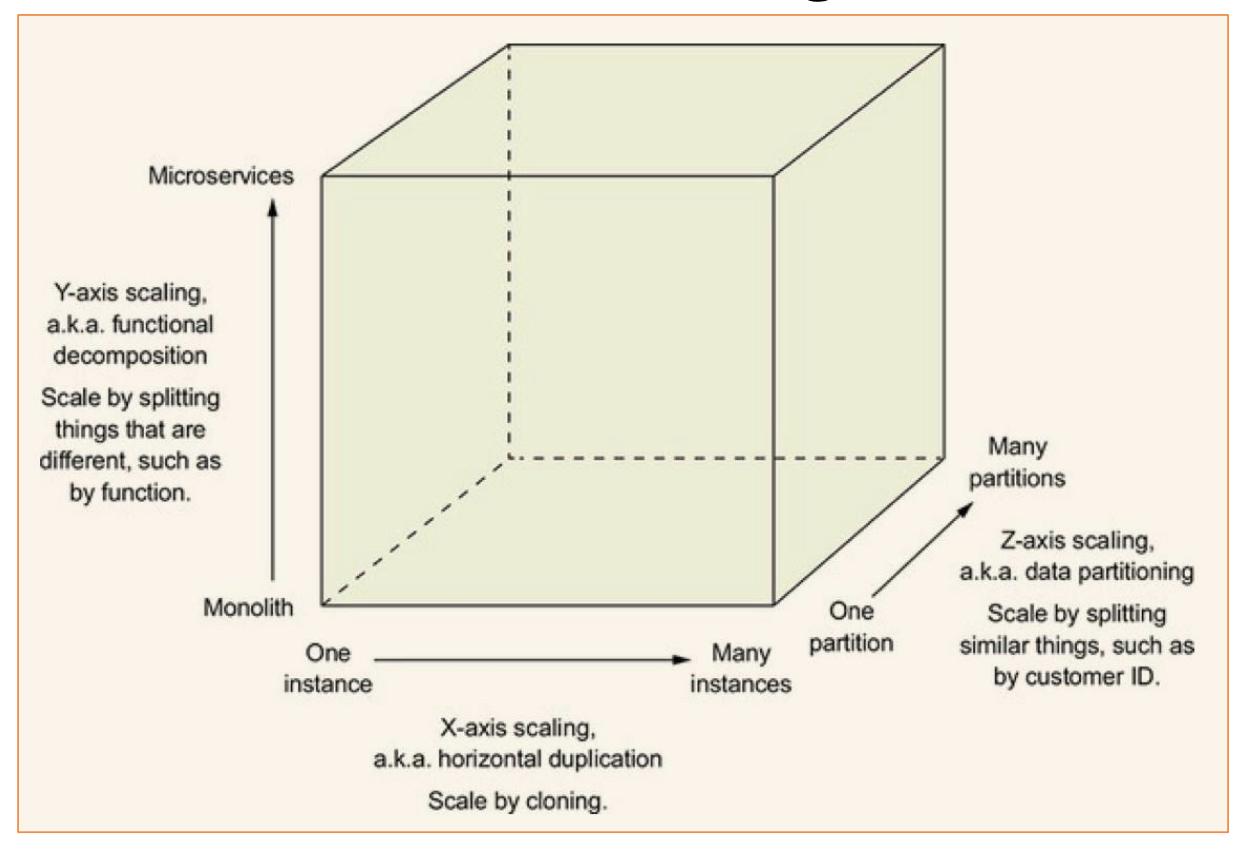 Microservices
Y-axis scaling,
a.k.a. functional
decomposition
Scale by splitting
things that are
different, such as
by function.
Monolith
One
instance
Many
instances
X-axis scaling,
a.k.a. horizontal duplication
Scale by cloning.
One
partition
Many
partitions
Z-axis scaling,
a.k.a. data partitioning
Scale by splitting
similar things, such as
by customer ID.